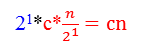 2¹*c*n/2¹ = cn